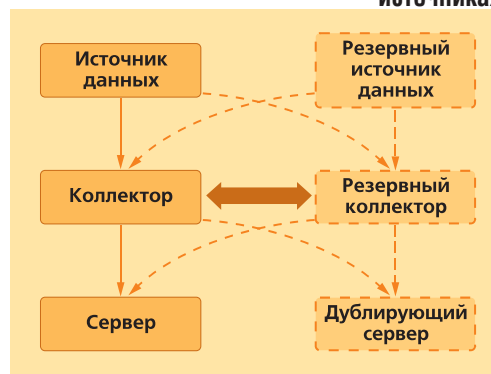 Источник
данных
Резервный
источник
данных
Коллектор
Резервный
коллектор
Сервер
Дублирующий
сервер